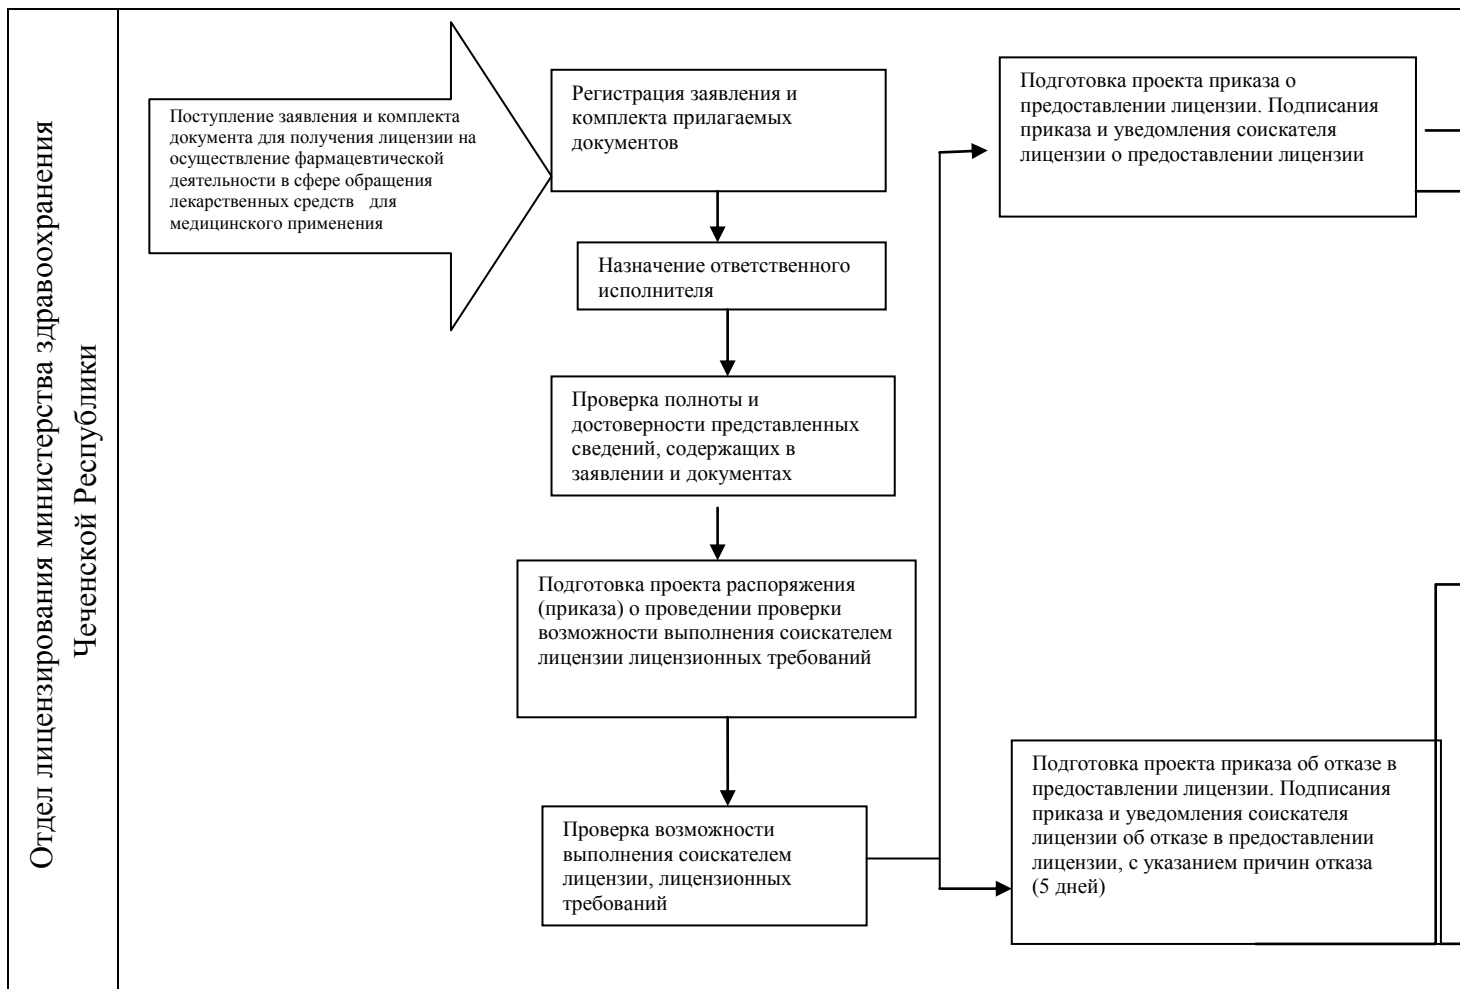 Отдел лицензирования министерства здравоохранения
Чеченской Республики
Поступление заявления и комплекта
документа для получения лицензии на
осуществление фармацевтической
деятельности в сфере обращения
лекарственных средств для
медицинского применения
Регистрация заявления и
комплекта прилагаемых
документов
Назначение ответственного
исполнителя
Проверка полноты и
достоверности представленных
сведений, содержащих в
заявлении и документах
Подготовка проекта распоряжения
(приказа) о проведении проверки
возможности выполнения соискателем
лицензии лицензионных требований
Проверка возможности
выполнения соискателем
лицензии, лицензионных
требований
Подготовка проекта приказа о
предоставлении лицензии. Подписания
приказа и уведомления соискателя
лицензии о предоставлении лицензии
Подготовка проекта приказа об отказе в
предоставлении лицензии. Подписания
приказа и уведомления соискателя
лицензии об отказе в предоставлении
лицензии, с указанием причин отказа
(5 дней)